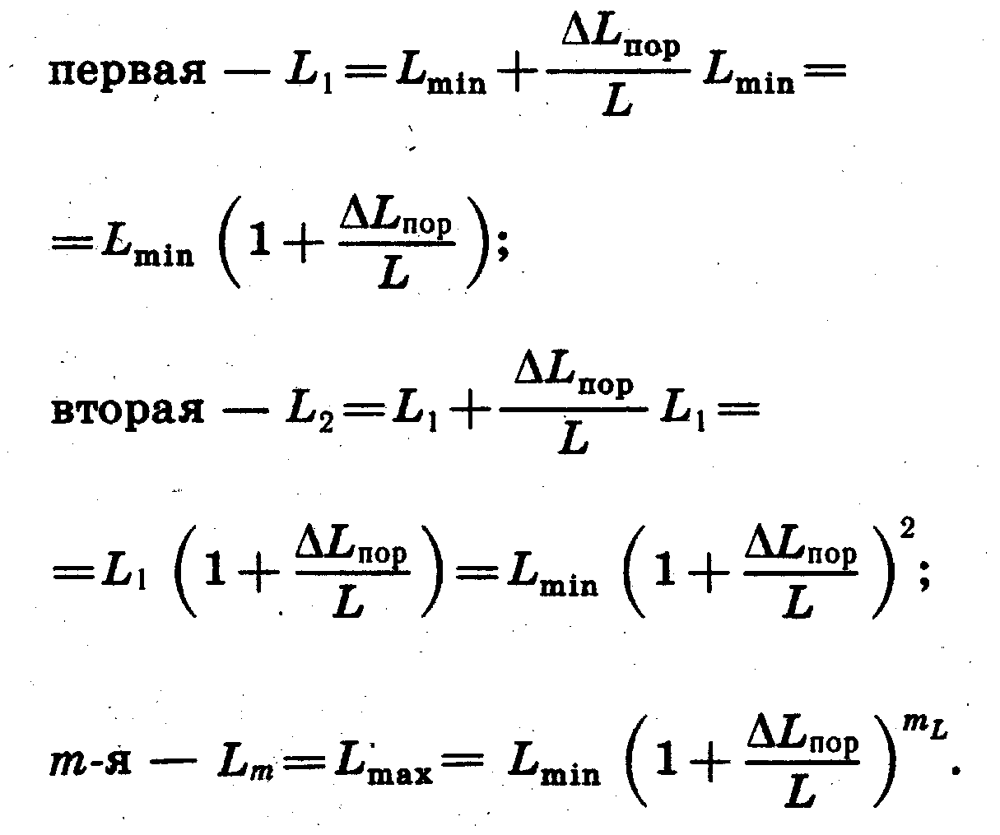 первая — L₁ = L_min + ΔL_пор / L L_min =
= L_min (1 + ΔL_пор / L);
вторая — L₂ = L₁ + ΔL_пор / L L₁ =
= L₁ (1 + ΔL_пор / L) = L_min (1 + ΔL_пор / L)²;
m-я — L_m = L_max = L_min (1 + ΔL_пор / L)^{m_L}.